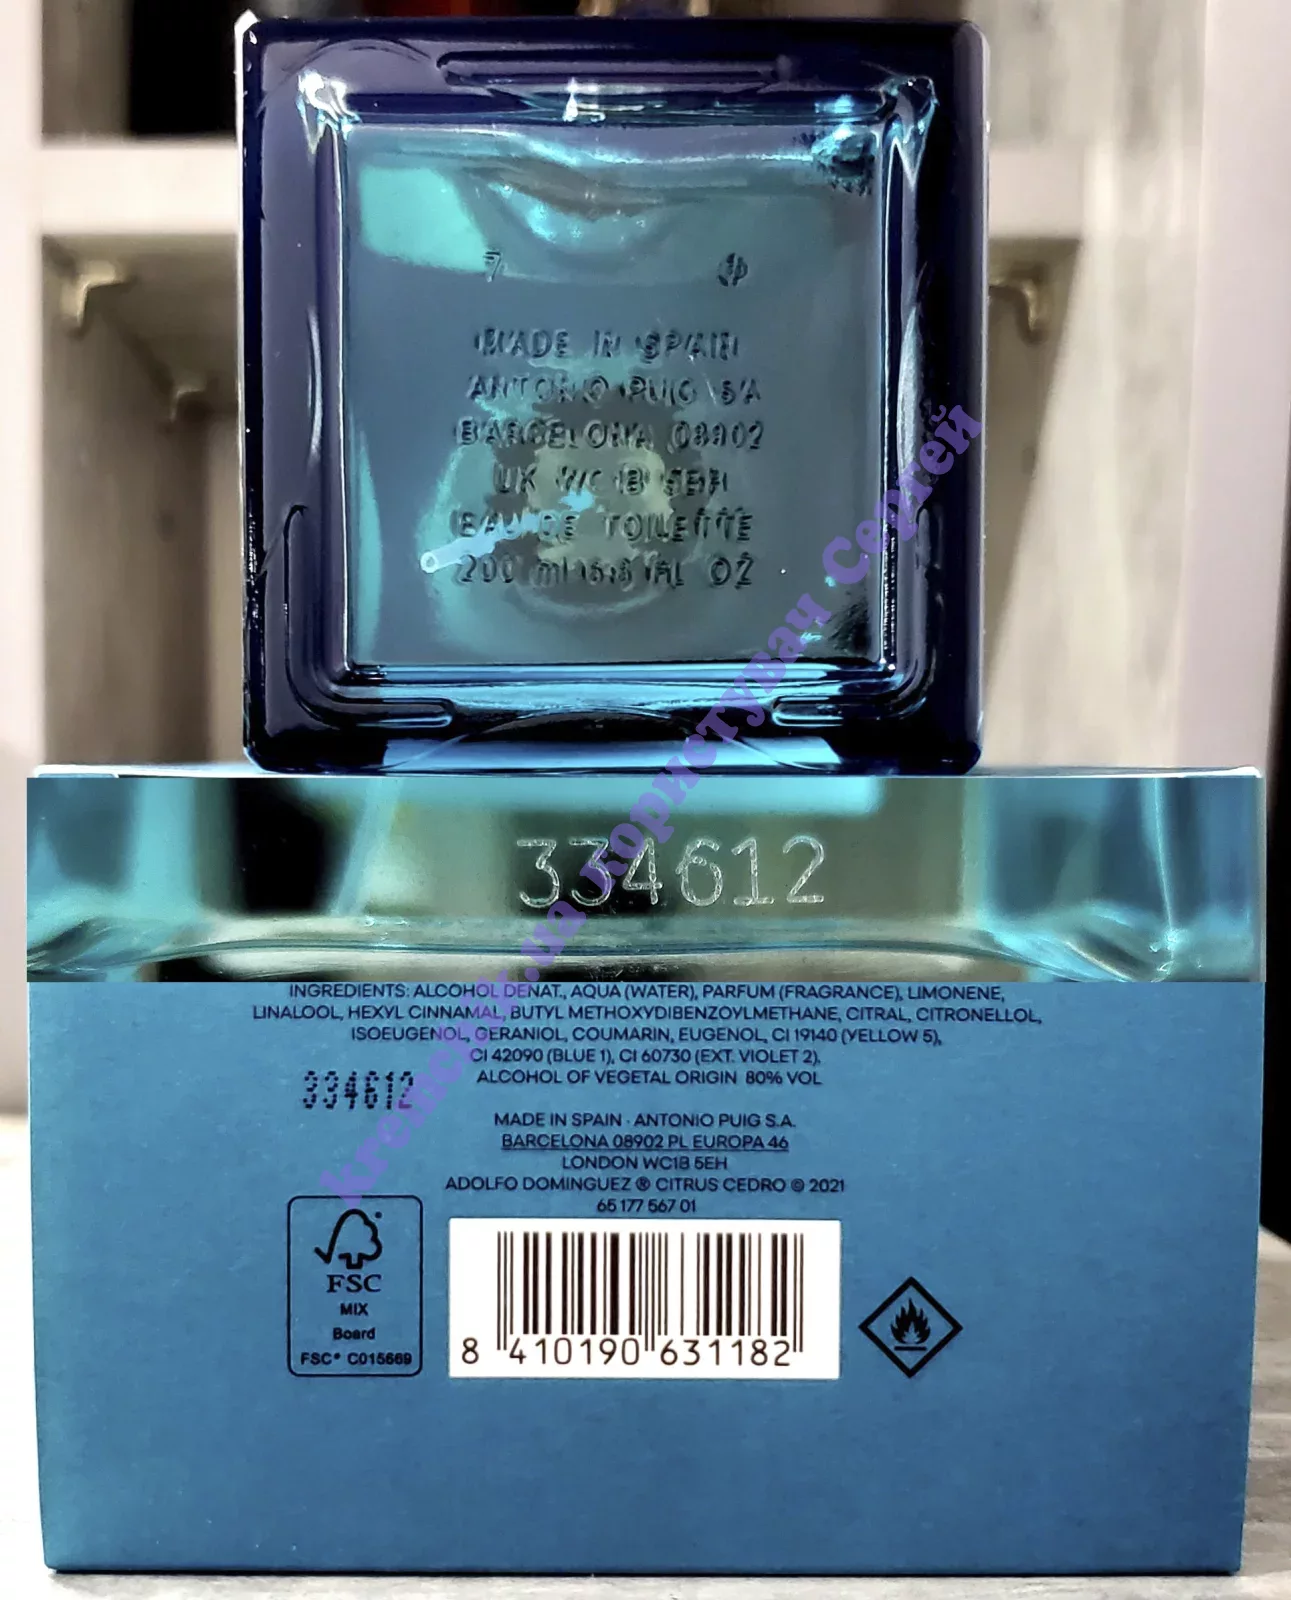 7
MADE IN SPAIN
ANTONIO PUIG SA
BARCELONA 08902
UK WC1B 5EH
EAU DE TOILETTE
200 ml 6.8 FL OZ
334612
INGREDIENTS: ALCOHOL DENAT., AQUA (WATER), PARFUM (FRAGRANCE), LIMONENE,
LINALOOL, HEXYL CINNAMAL, BUTYL METHOXYDIBENZOYLMETHANE, CITRAL, CITRONELLOL,
ISOEUGENOL, GERANIOL, COUMARIN, EUGENOL, CI 19140 (YELLOW 5),
CI 42090 (BLUE 1), CI 60730 (EXT. VIOLET 2).
ALCOHOL OF VEGETAL ORIGIN 80% VOL
334612
MADE IN SPAIN · ANTONIO PUIG S.A.
BARCELONA 08902 PL EUROPA 46
LONDON WC1B 5EH
ADOLFO DOMINGUEZ ® CITRUS CEDRO © 2021
65 177 567 01
FSC
MIX
Board
FSC® C015669
8 410190 631182
kremchik.ua користувач Сергей